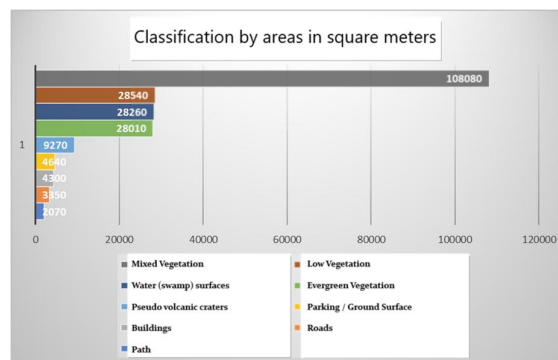 Classification by areas in square meters
108080
28540
28260
28010
1
9270
4640
4300
3350
2070
0 20000 40000 60000 80000 100000 120000
Mixed Vegetation Low Vegetation
Water (swamp) surfaces Evergreen Vegetation
Pseudo volcanic craters Parking / Ground Surface
Buildings Roads
Path